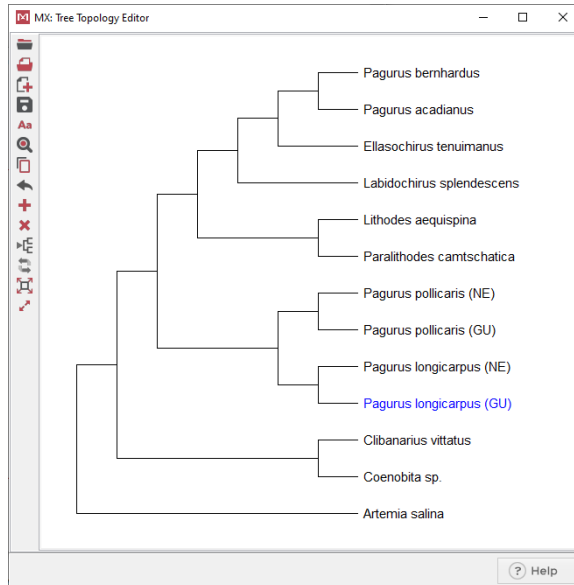 MX: Tree Topology Editor
Aa
Pagurus bernhardus
Pagurus acadianus
Ellasochirus tenuimanus
Labidochirus splendescens
Lithodes aequispina
Paralithodes camtschatica
Pagurus pollicaris (NE)
Pagurus pollicaris (GU)
Pagurus longicarpus (NE)
Pagurus longicarpus (GU)
Clibanarius vittatus
Coenobita sp.
Artemia salina
? Help